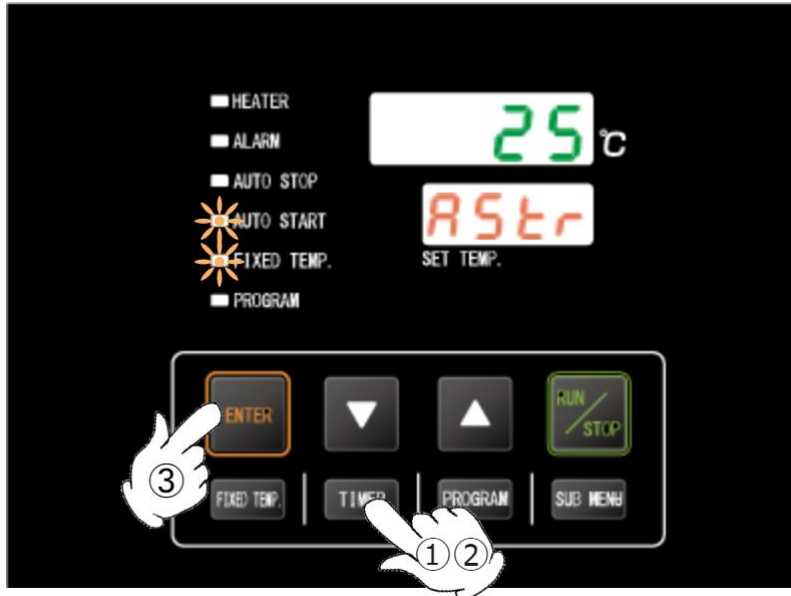 HEATER
25 ℃
ALARM
AUTO STOP
AUTO START
AStr
FIXED TEMP.
SET TEMP.
PROGRAM
ENTER
▼
▲
RUN/STOP
③
FIXED TEMP.
TIMER
PROGRAM
SUB MENU
①②